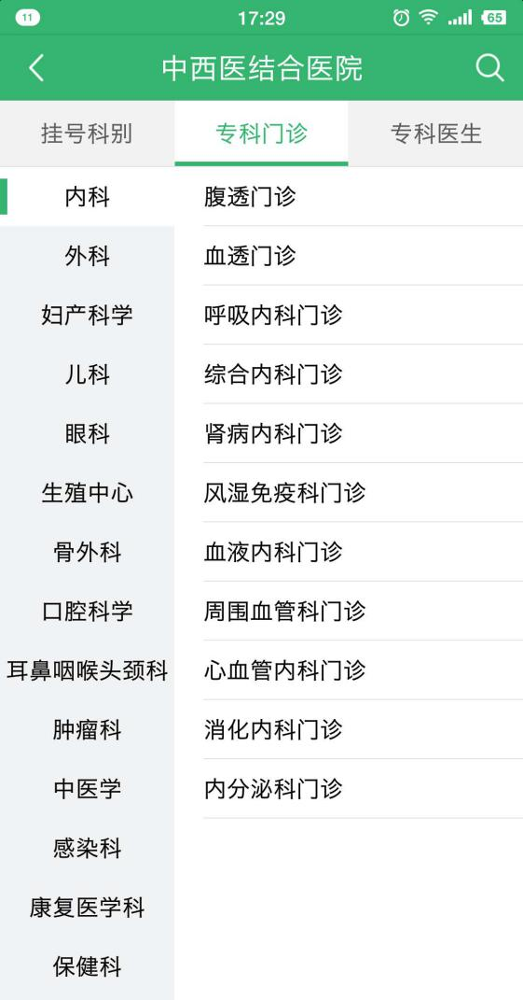 11
17:29
65
中西医结合医院
挂号科别
专科门诊
专科医生
内科
外科
妇产科学
儿科
眼科
生殖中心
骨外科
口腔科学
耳鼻咽喉头颈科
肿瘤科
中医学
感染科
康复医学科
保健科
腹透门诊
血透门诊
呼吸内科门诊
综合内科门诊
肾病内科门诊
风湿免疫科门诊
血液内科门诊
周围血管科门诊
心血管内科门诊
消化内科门诊
内分泌科门诊